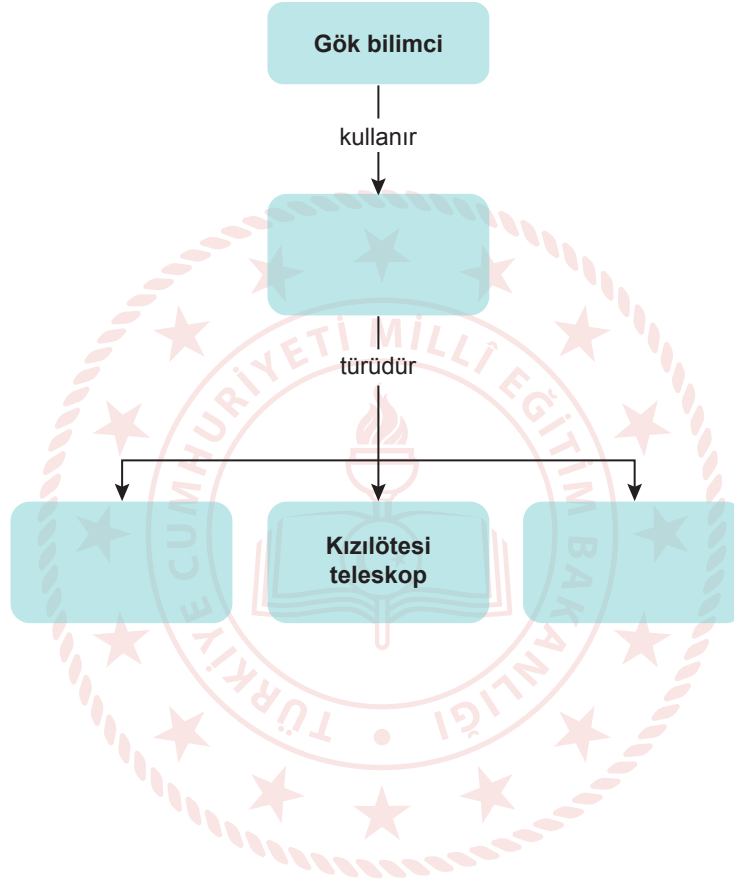 Gök bilimci
kullanır
türüdür
Kızılötesi
teleskop
TÜRKİYE CUMHURİYETİ MİLLÎ EĞİTİM BAKANLIĞI